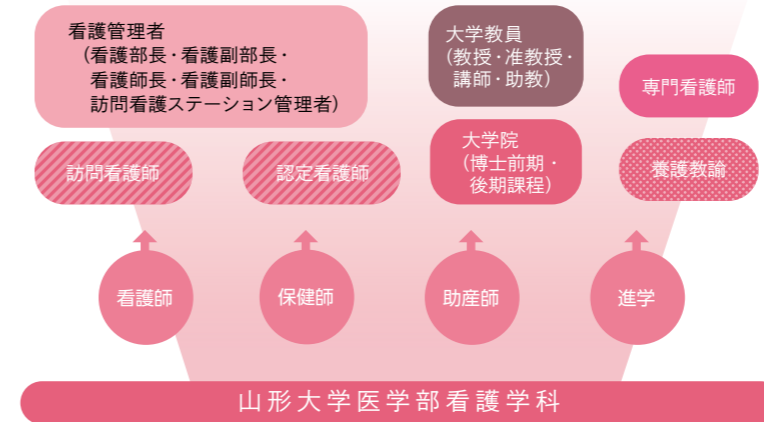 看護管理者
(看護部長・看護副部長・
看護師長・看護副師長・
訪問看護ステーション管理者)
大学教員
(教授・准教授・
講師・助教)
専門看護師
訪問看護師
認定看護師
大学院
(博士前期・
後期課程)
養護教諭
看護師
保健師
助産師
進学
山形大学医学部看護学科